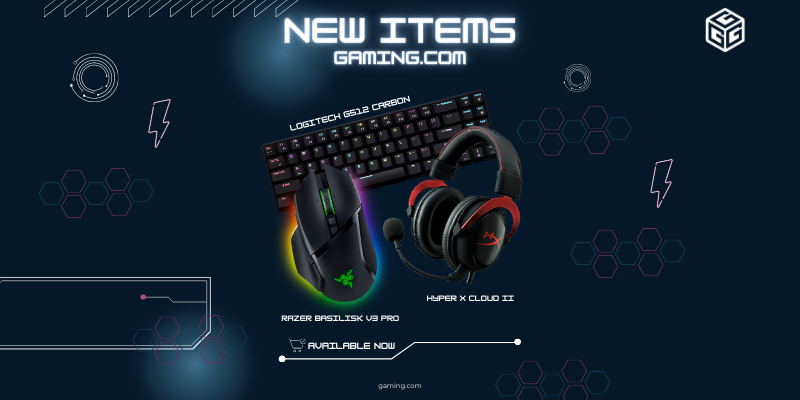 NEW ITEMS
GAMING.COM
LOGITECH G512 CARBON
HYPER X CLOUD II
RAZER BASILISK V3 PRO
AVAILABLE NOW
gaming.com